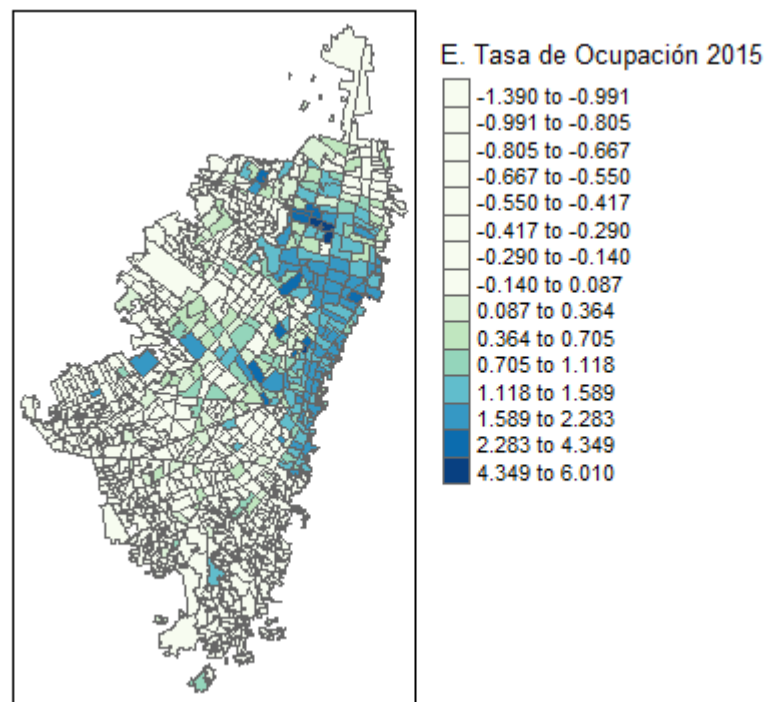 E. Tasa de Ocupación 2015
-1.390 to -0.991
-0.991 to -0.805
-0.805 to -0.667
-0.667 to -0.550
-0.550 to -0.417
-0.417 to -0.290
-0.290 to -0.140
-0.140 to 0.087
0.087 to 0.364
0.364 to 0.705
0.705 to 1.118
1.118 to 1.589
1.589 to 2.283
2.283 to 4.349
4.349 to 6.010